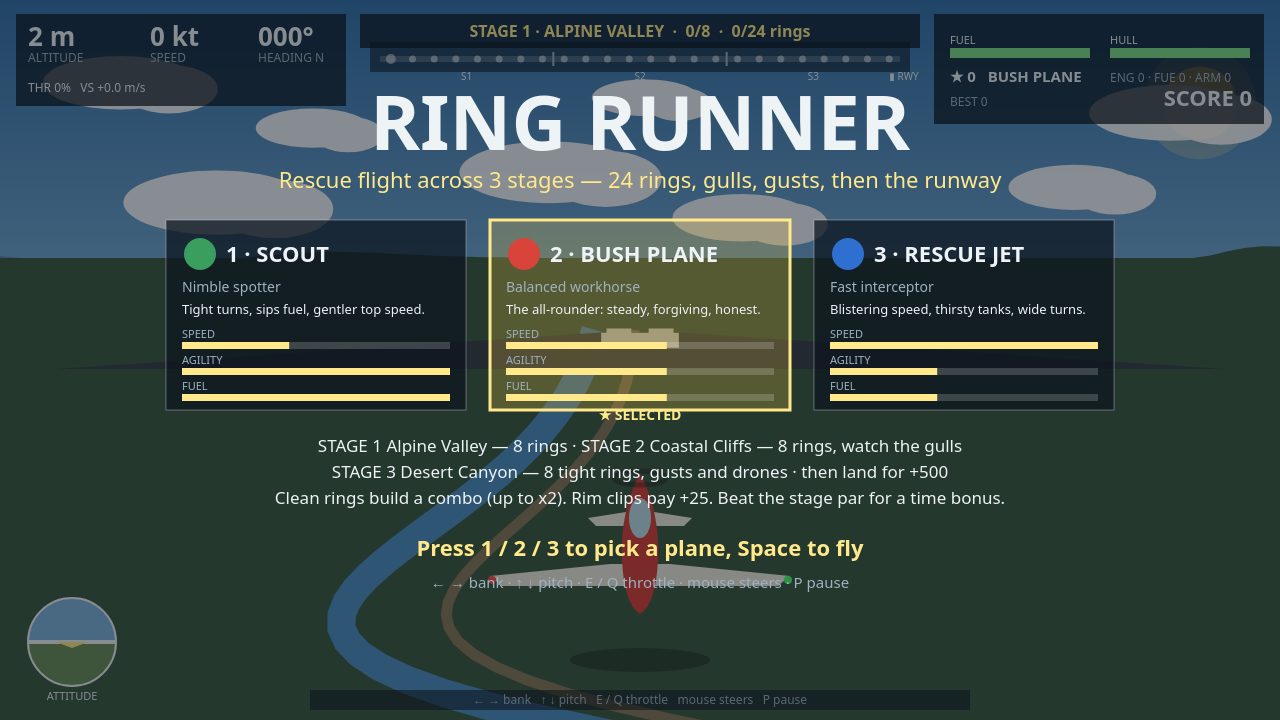 2 m 0 kt 000°
ALTITUDE SPEED HEADING N
THR 0% VS +0.0 m/s
STAGE 1 · ALPINE VALLEY · 0/8 · 0/24 rings
S1 S2 S3 ▮ RWY
FUEL HULL
★ 0 BUSH PLANE ENG 0 · FUE 0 · ARM 0
BEST 0 SCORE 0
RING RUNNER
Rescue flight across 3 stages — 24 rings, gulls, gusts, then the runway
1 · SCOUT
Nimble spotter
Tight turns, sips fuel, gentler top speed.
SPEED
AGILITY
FUEL
2 · BUSH PLANE
Balanced workhorse
The all-rounder: steady, forgiving, honest.
SPEED
AGILITY
FUEL
★ SELECTED
3 · RESCUE JET
Fast interceptor
Blistering speed, thirsty tanks, wide turns.
SPEED
AGILITY
FUEL
STAGE 1 Alpine Valley — 8 rings · STAGE 2 Coastal Cliffs — 8 rings, watch the gulls
STAGE 3 Desert Canyon — 8 tight rings, gusts and drones · then land for +500
Clean rings build a combo (up to x2). Rim clips pay +25. Beat the stage par for a time bonus.
Press 1 / 2 / 3 to pick a plane, Space to fly
← → bank · ↑ ↓ pitch · E / Q throttle · mouse steers · P pause
ATTITUDE
← → bank ↑ ↓ pitch E / Q throttle mouse steers P pause